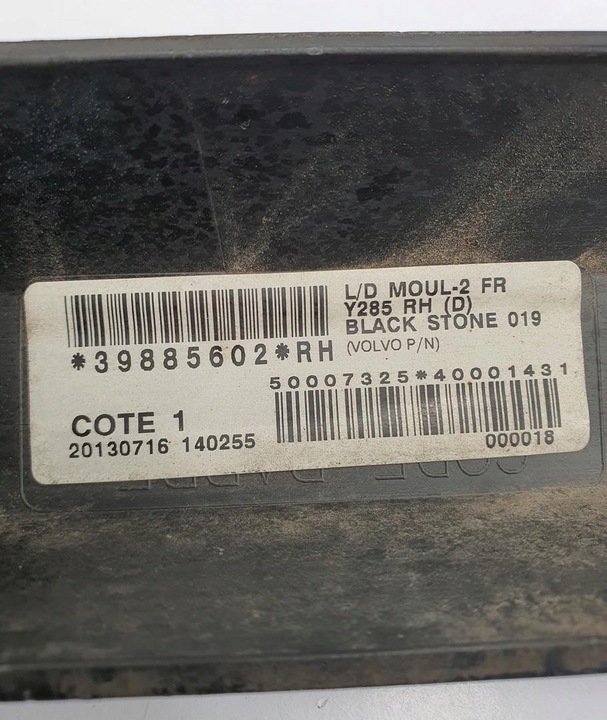 L/D MOUL-2 FR
Y285 RH (D)
BLACK STONE 019
*39885602*RH
(VOLVO P/N)
50007325*40001431
COTE 1
20130716 140255
000018